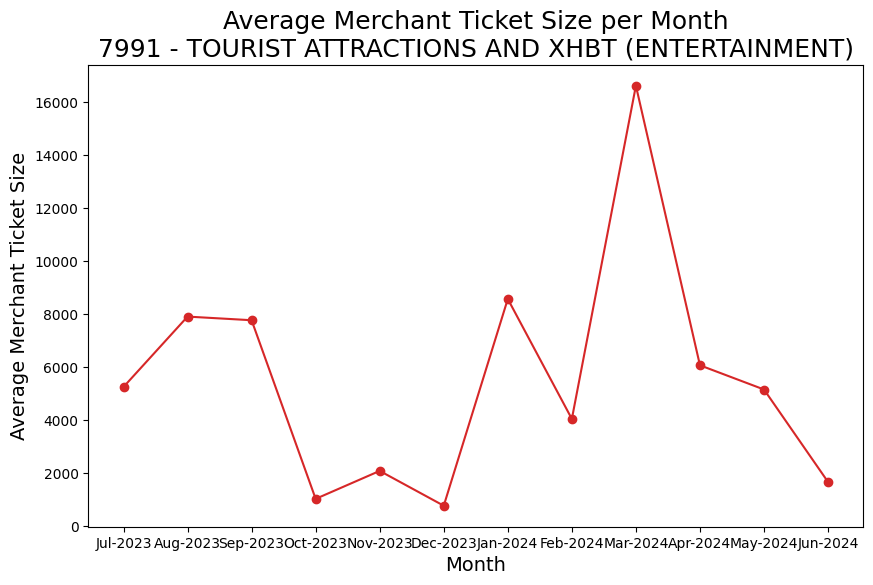 Average Merchant Ticket Size per Month
7991 - TOURIST ATTRACTIONS AND XHBT (ENTERTAINMENT)
Average Merchant Ticket Size
16000
14000
12000
10000
8000
6000
4000
2000
0
Jul-2023 Aug-2023 Sep-2023 Oct-2023 Nov-2023 Dec-2023 Jan-2024 Feb-2024 Mar-2024 Apr-2024 May-2024 Jun-2024
Month